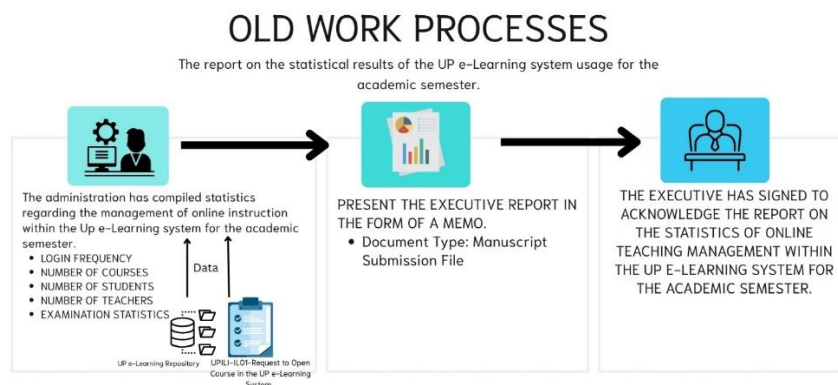 OLD WORK PROCESSES
The report on the statistical results of the UP e-Learning system usage for the
academic semester.
The administration has compiled statistics
regarding the management of online instruction
within the Up e-Learning system for the academic
semester.
• LOGIN FREQUENCY
• NUMBER OF COURSES
• NUMBER OF STUDENTS
• NUMBER OF TEACHERS
• EXAMINATION STATISTICS
Data
UP e-Learning Repository
UPILI-IL01-Request to Open
Course in the UP e-Learning
System
PRESENT THE EXECUTIVE REPORT IN
THE FORM OF A MEMO.
• Document Type: Manuscript
Submission File
THE EXECUTIVE HAS SIGNED TO
ACKNOWLEDGE THE REPORT ON
THE STATISTICS OF ONLINE
TEACHING MANAGEMENT WITHIN
THE UP E-LEARNING SYSTEM FOR
THE ACADEMIC SEMESTER.